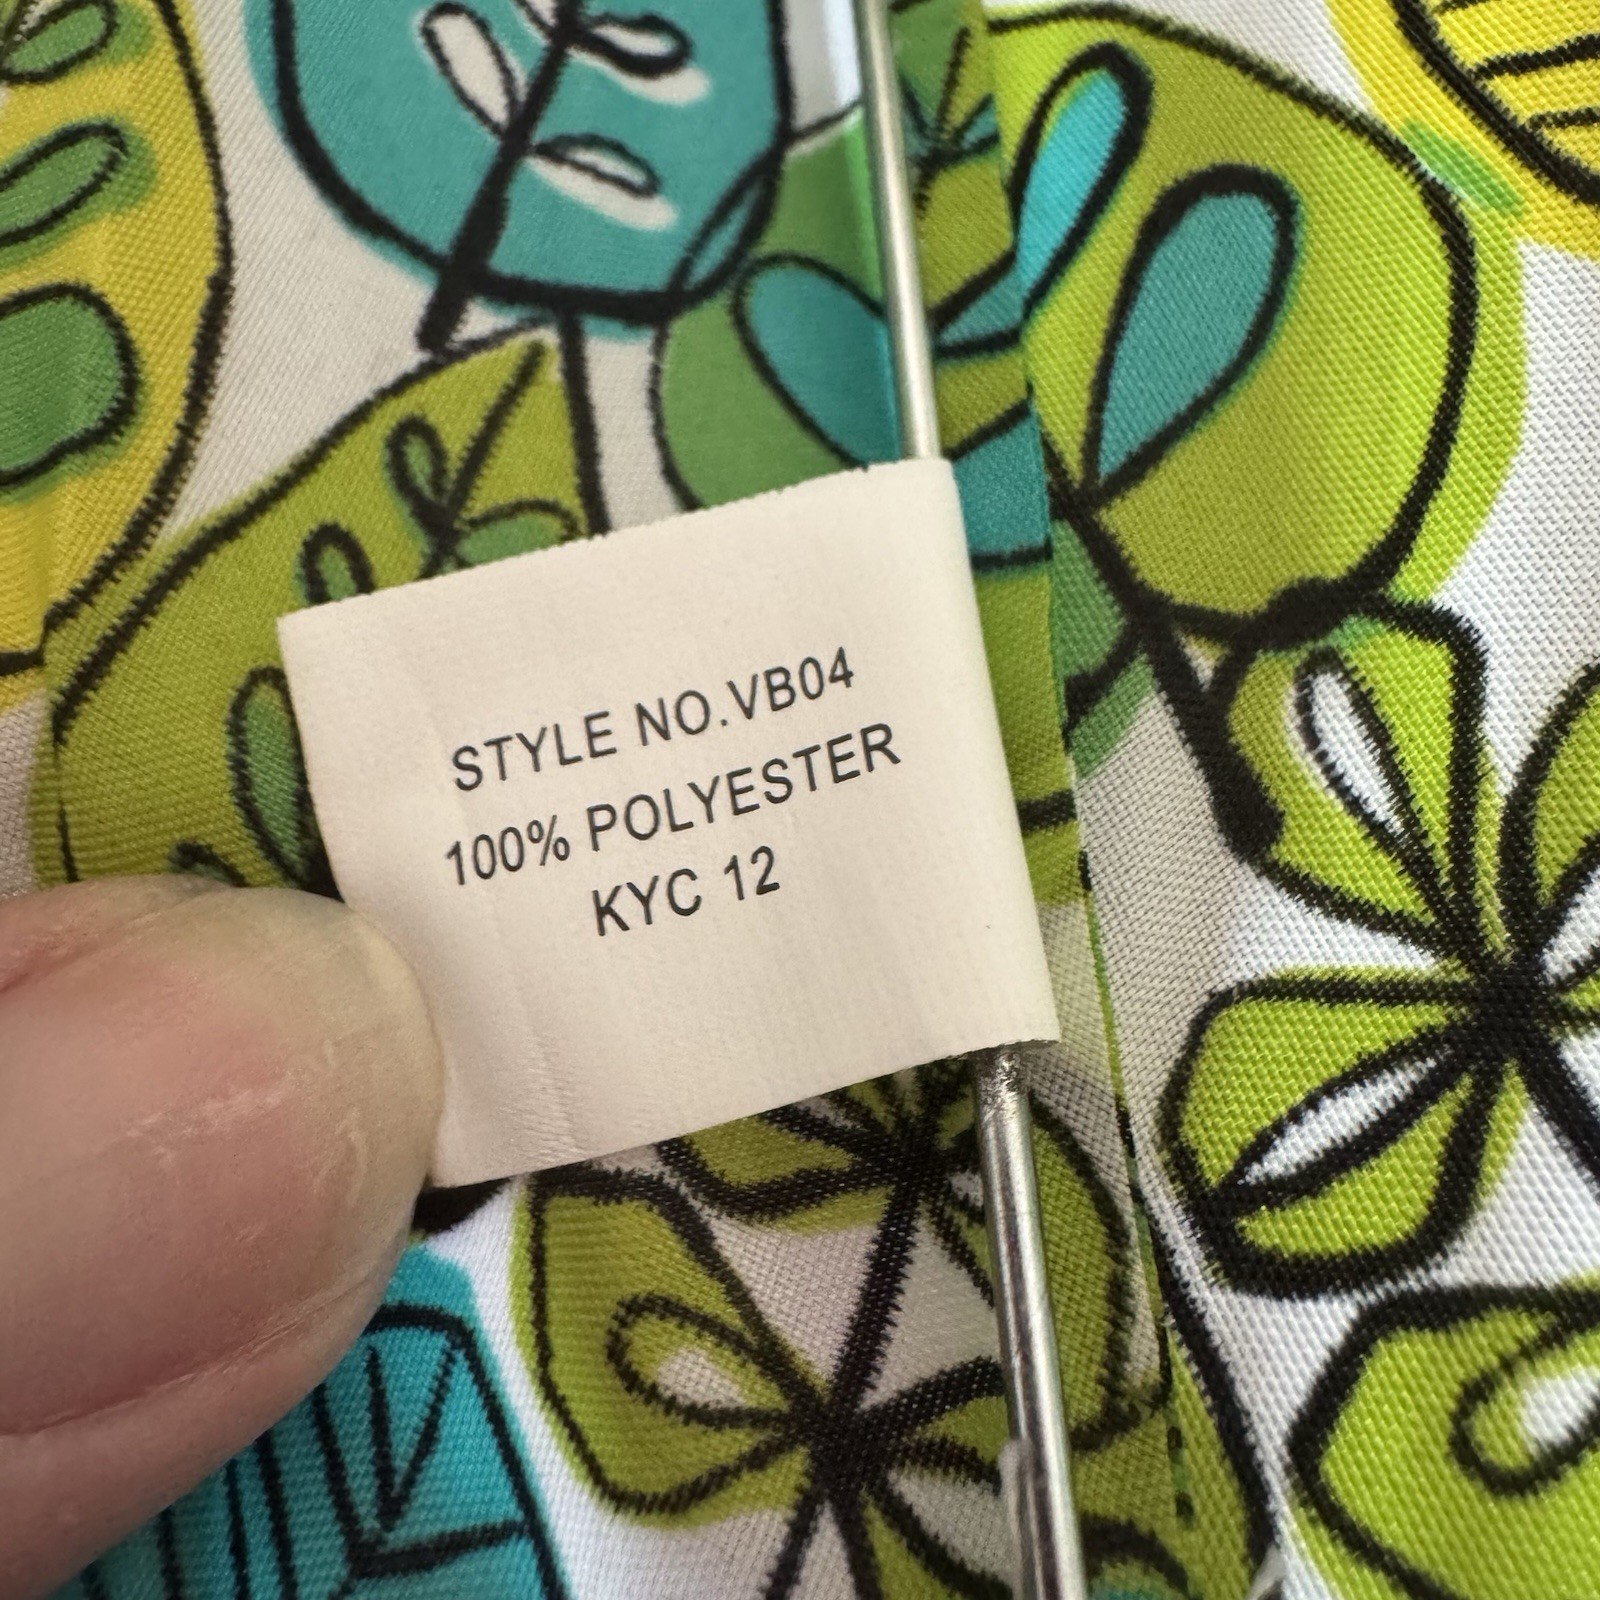 STYLE NO.VB04
100% POLYESTER
KYC 12